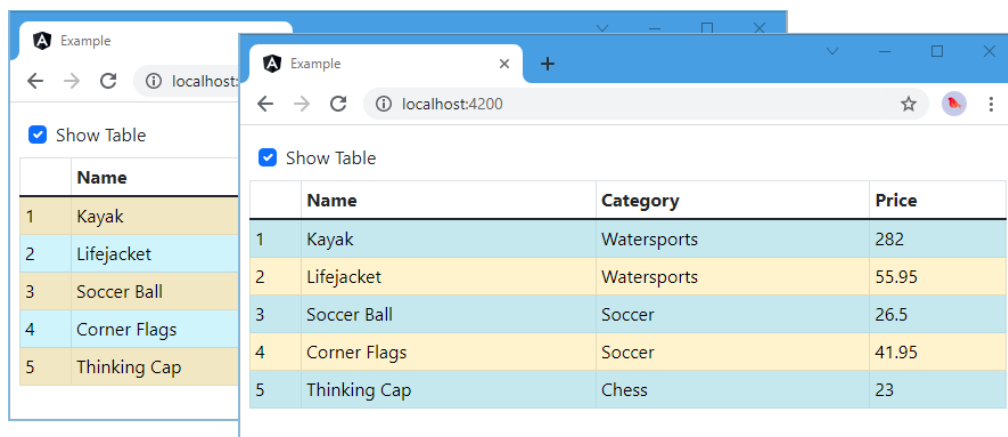 Example
localhost:
Show Table
Name
1 Kayak
2 Lifejacket
3 Soccer Ball
4 Corner Flags
5 Thinking Cap
Example
localhost:4200
Show Table
Name Category Price
1 Kayak Watersports 282
2 Lifejacket Watersports 55.95
3 Soccer Ball Soccer 26.5
4 Corner Flags Soccer 41.95
5 Thinking Cap Chess 23